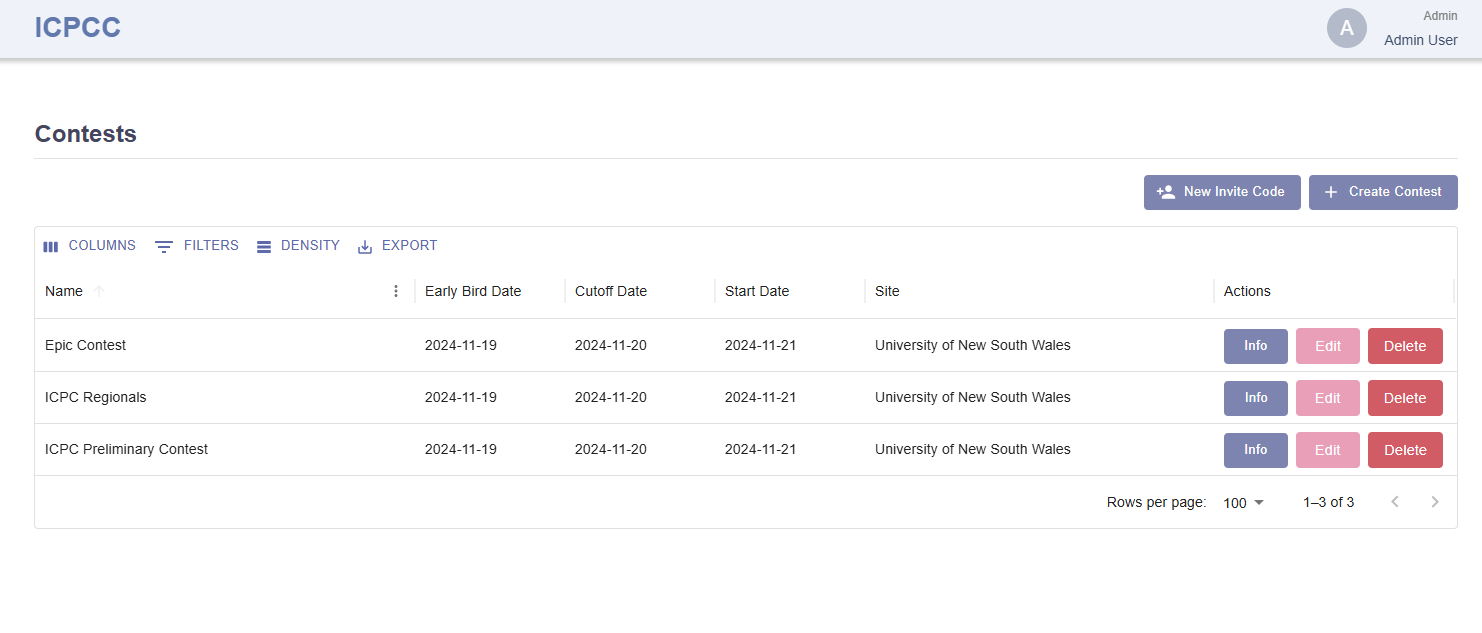 ICPCC
A
Admin
Admin User
Contests
New Invite Code
Create Contest
COLUMNS FILTERS DENSITY EXPORT
Name Early Bird Date Cutoff Date Start Date Site Actions
Epic Contest 2024-11-19 2024-11-20 2024-11-21 University of New South Wales Info Edit Delete
ICPC Regionals 2024-11-19 2024-11-20 2024-11-21 University of New South Wales Info Edit Delete
ICPC Preliminary Contest 2024-11-19 2024-11-20 2024-11-21 University of New South Wales Info Edit Delete
Rows per page: 100 1–3 of 3